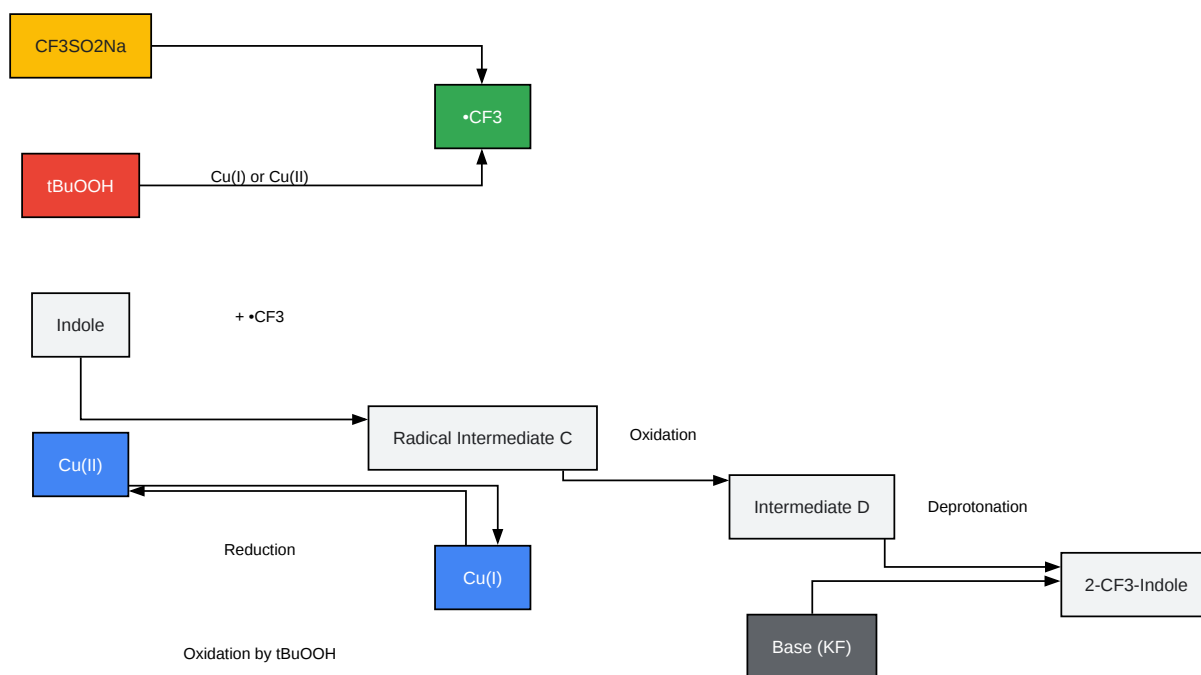 CF3SO2Na
•CF3
tBuOOH
Cu(I) or Cu(II)
Indole
+ •CF3
Radical Intermediate C
Oxidation
Cu(II)
Intermediate D
Deprotonation
Reduction
Cu(I)
2-CF3-Indole
Base (KF)
Oxidation by tBuOOH